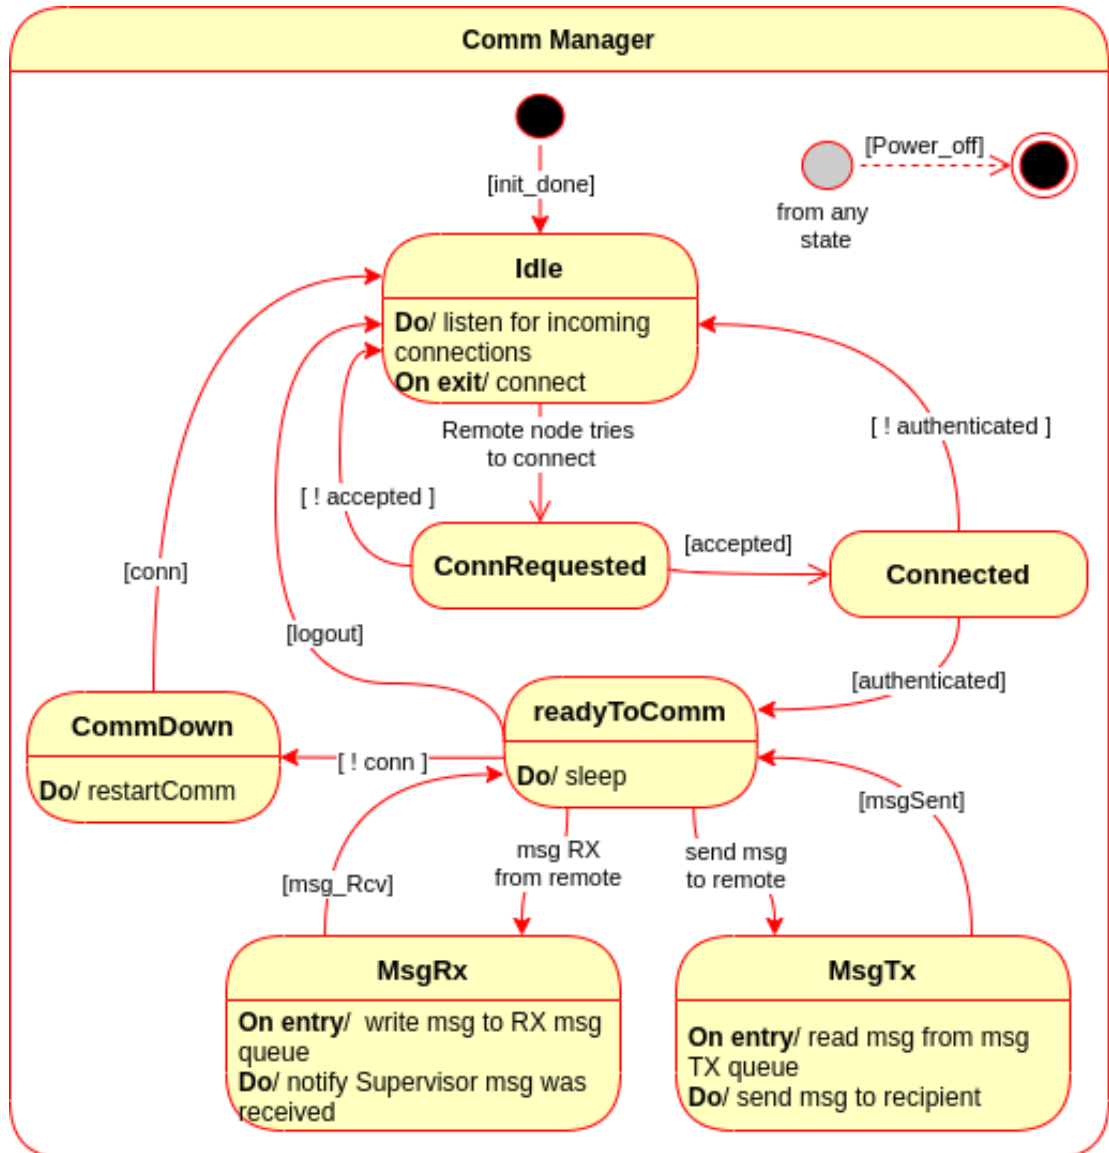 Comm Manager
[Power_off]
[init_done]
from any
state
Idle
Do/ listen for incoming
connections
On exit/ connect
Remote node tries
to connect
[ ! authenticated ]
[ ! accepted ]
[accepted]
ConnRequested
Connected
[conn]
[logout]
[authenticated]
readyToComm
CommDown
[ ! conn ]
Do/ sleep
Do/ restartComm
[msgSent]
msg RX
from remote
send msg
to remote
[msg_Rcv]
MsgRx
On entry/  write msg to RX msg
queue
Do/ notify Supervisor msg was
received
MsgTx
On entry/ read msg from msg
TX queue
Do/ send msg to recipient